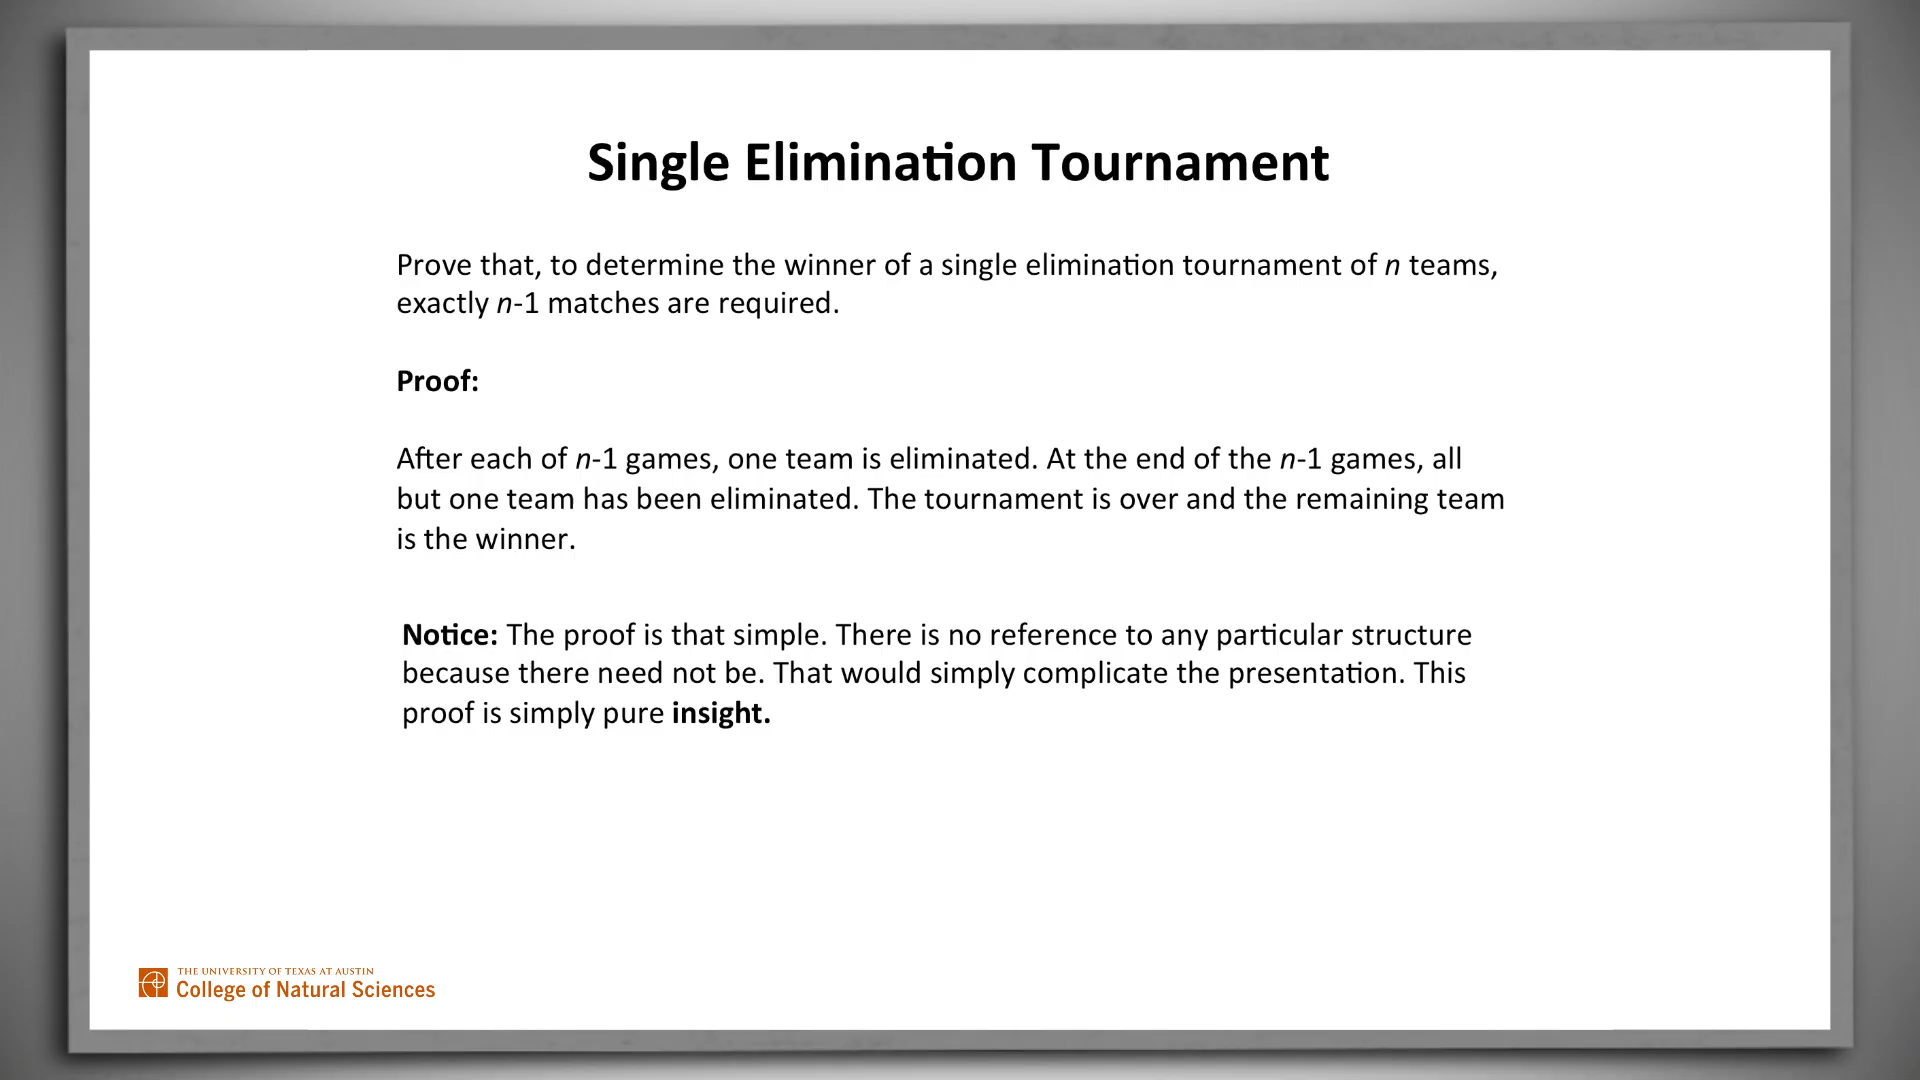 Single Elimination Tournament
Prove that, to determine the winner of a single elimination tournament of n teams,
exactly n-1 matches are required.
Proof:
After each of n-1 games, one team is eliminated. At the end of the n-1 games, all
but one team has been eliminated. The tournament is over and the remaining team
is the winner.
Notice: The proof is that simple. There is no reference to any particular structure
because there need not be. That would simply complicate the presentation. This
proof is simply pure insight.
THE UNIVERSITY OF TEXAS AT AUSTIN
College of Natural Sciences